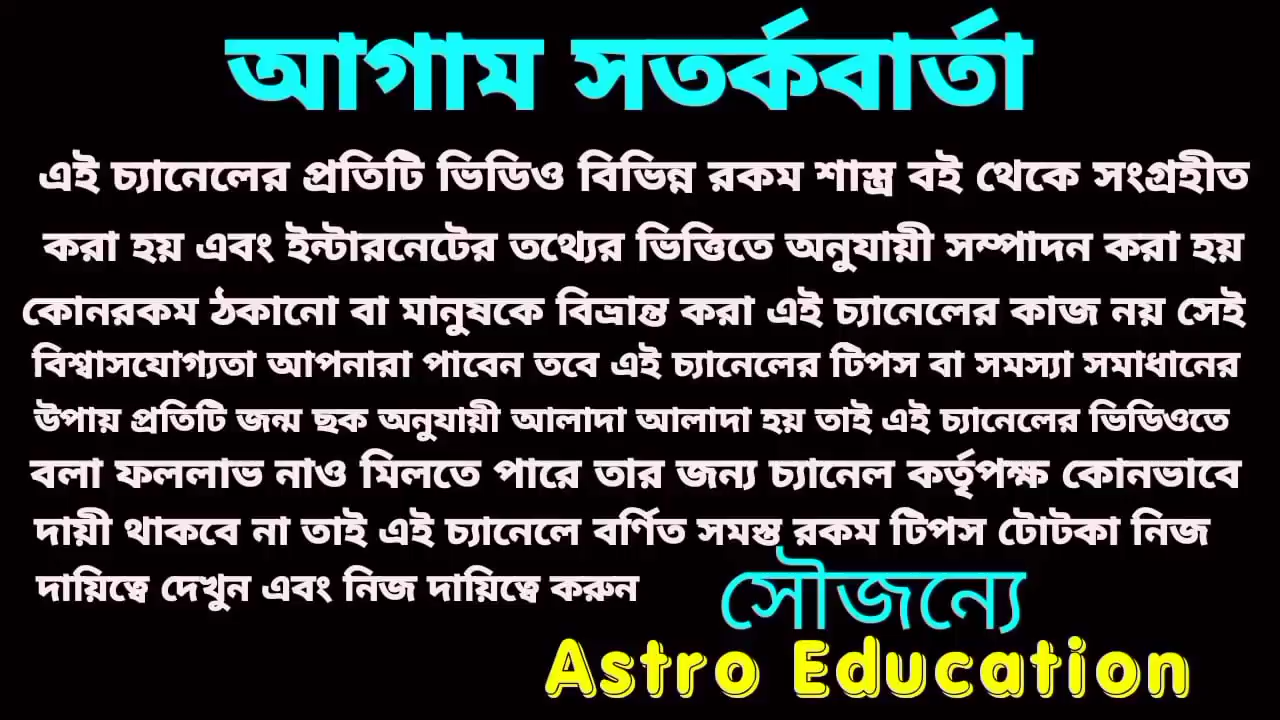 আগাম সতর্কবার্তা
এই চ্যানেলের প্রতিটি ভিডিও বিভিন্ন রকম শাস্ত্র বই থেকে সংগ্রহীত
করা হয় এবং ইন্টারনেটের তথ্যের ভিত্তিতে অনুযায়ী সম্পাদন করা হয়
কোনরকম ঠকানো বা মানুষকে বিভ্রান্ত করা এই চ্যানেলের কাজ নয় সেই
বিশ্বাসযোগ্যতা আপনারা পাবেন তবে এই চ্যানেলের টিপস বা সমস্যা সমাধানের
উপায় প্রতিটি জন্ম ছক অনুযায়ী আলাদা আলাদা হয় তাই এই চ্যানেলের ভিডিওতে
বলা ফললাভ নাও মিলতে পারে তার জন্য চ্যানেল কর্তৃপক্ষ কোনভাবে
দায়ী থাকবে না তাই এই চ্যানেলে বর্ণিত সমস্ত রকম টিপস টোটকা নিজ
দায়িত্বে দেখুন এবং নিজ দায়িত্বে করুন
সৌজন্যে
Astro Education